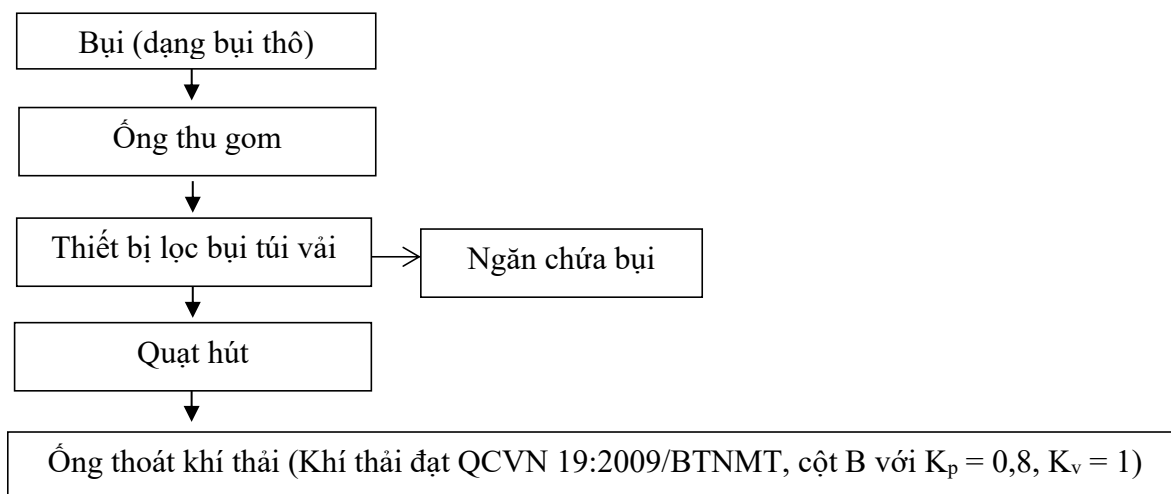 Bụi (dạng bụi thô)
Ống thu gom
Thiết bị lọc bụi túi vải
Ngăn chứa bụi
Quạt hút
Ống thoát khí thải (Khí thải đạt QCVN 19:2009/BTNMT, cột B với Kₚ = 0,8, Kᵥ = 1)